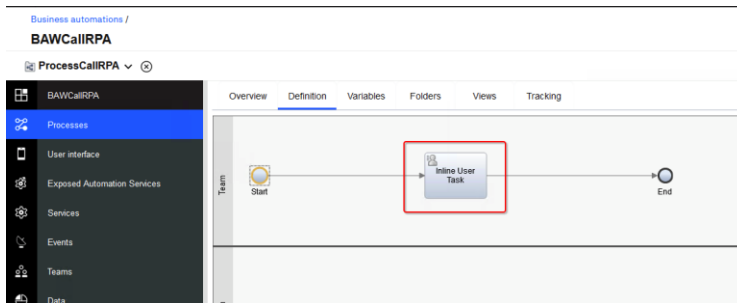 Business automations /
BAWCallRPA
ProcessCallRPA
BAWCallRPA
Processes
User interface
Exposed Automation Services
Services
Events
Teams
Data
Overview Definition Variables Folders Views Tracking
Team
Start
Inline User
Task
End